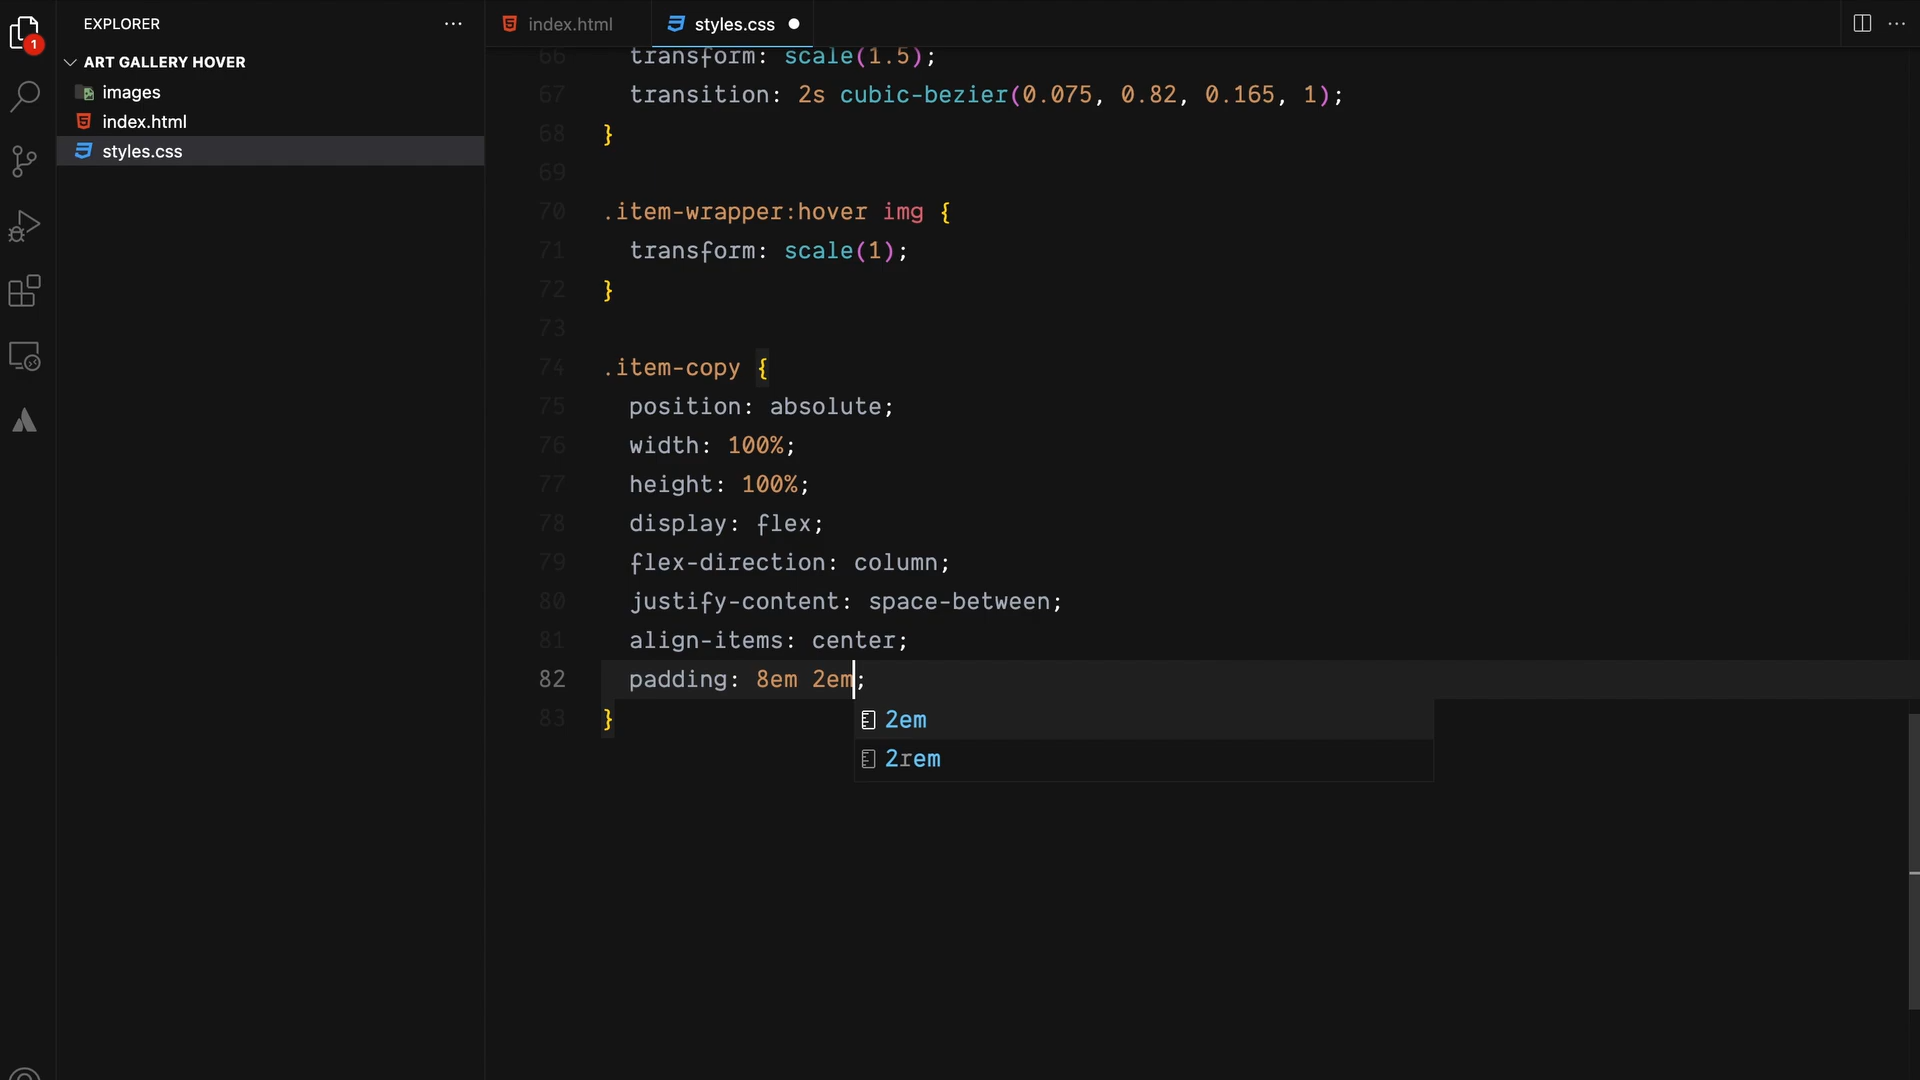 EXPLORER
index.html
styles.css
1
ART GALLERY HOVER
images
index.html
styles.css
66 transform: scale(1.5);
67 transition: 2s cubic-bezier(0.075, 0.82, 0.165, 1);
68 }
69
70 .item-wrapper:hover img {
71 transform: scale(1);
72 }
73
74 .item-copy {
75 position: absolute;
76 width: 100%;
77 height: 100%;
78 display: flex;
79 flex-direction: column;
80 justify-content: space-between;
81 align-items: center;
82 padding: 8em 2em;
83 }
2em
2rem